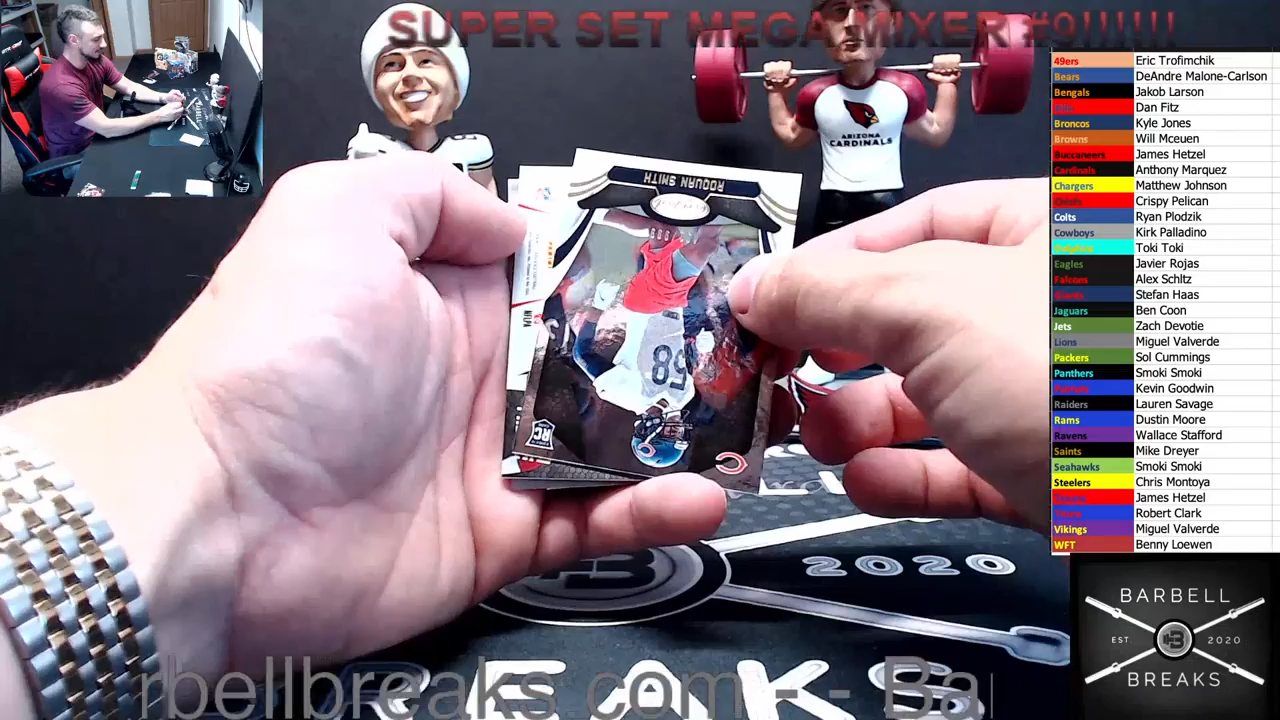 SUPER SET MEGA MIXER #9!!!!!!
49ers Eric Trofimchik
Bears DeAndre Malone-Carlson
Bengals Jakob Larson
Bills Dan Fitz
Broncos Kyle Jones
Browns Will Mceuen
Buccaneers James Hetzel
Cardinals Anthony Marquez
Chargers Matthew Johnson
Chiefs Crispy Pelican
Colts Ryan Plodzik
Cowboys Kirk Palladino
Dolphins Toki Toki
Eagles Javier Rojas
Falcons Alex Schltz
Giants Stefan Haas
Jaguars Ben Coon
Jets Zach Devotie
Lions Miguel Valverde
Packers Sol Cummings
Panthers Smoki Smoki
Patriots Kevin Goodwin
Raiders Lauren Savage
Rams Dustin Moore
Ravens Wallace Stafford
Saints Mike Dreyer
Seahawks Smoki Smoki
Steelers Chris Montoya
Texans James Hetzel
Titans Robert Clark
Vikings Miguel Valverde
WFT Benny Loewen
ARIZONA
CARDINALS
ROQUAN SMITH
58
RC
NFLPA
2020
BREAKS
BARBELL
EST 2020
BREAKS
rbellbreaks.com - - Ba